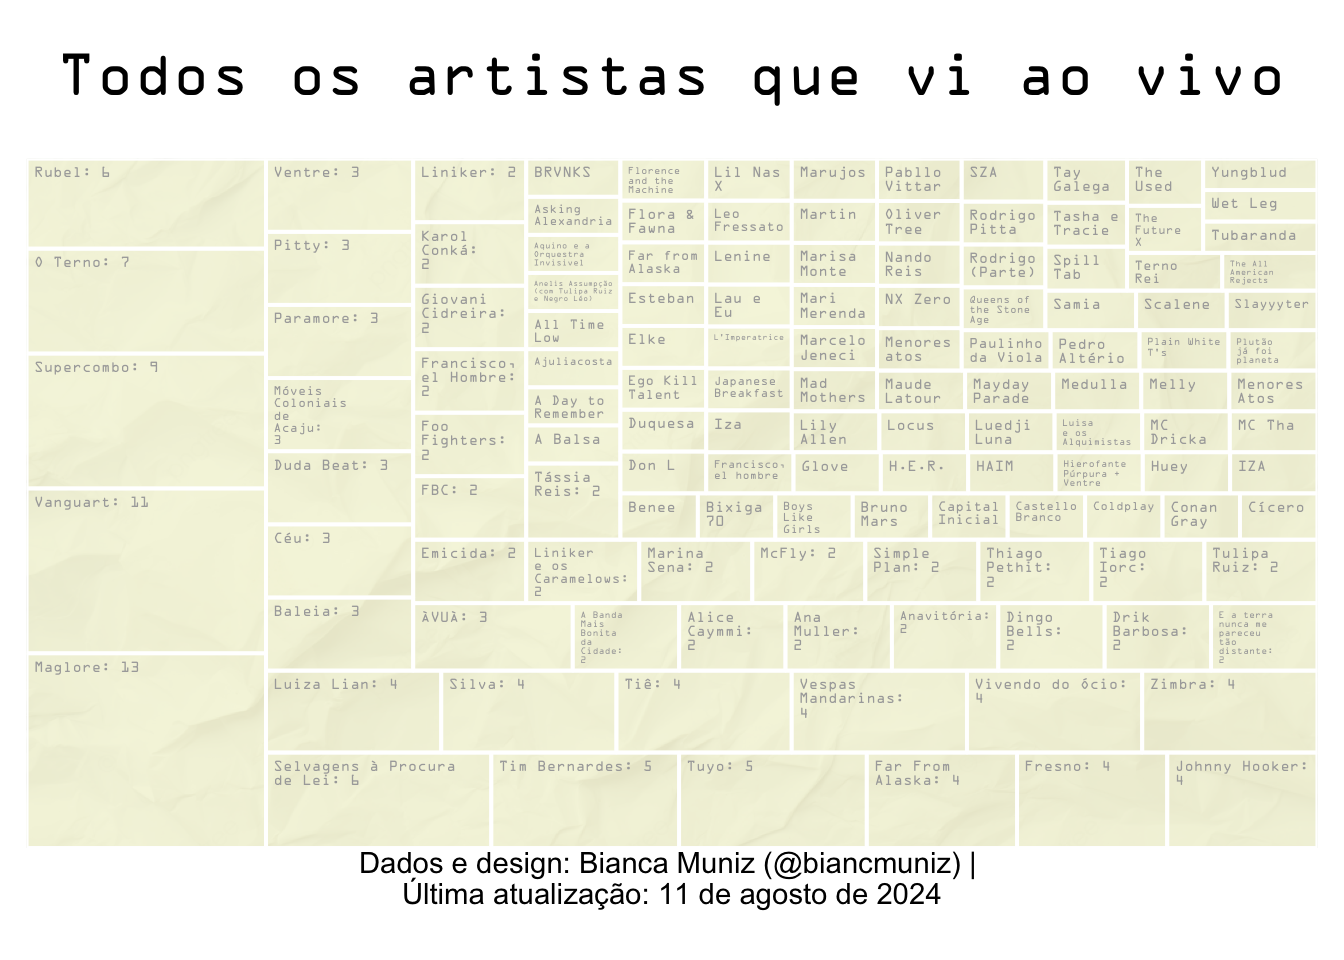 Todos os artistas que vi ao vivo
Rubel: 6
O Terno: 7
Supercombo: 9
Vanguart: 11
Maglore: 13
Ventre: 3
Pitty: 3
Paramore: 3
Móveis
Coloniais
de
Acaju:
3
Duda Beat: 3
Céu: 3
Baleia: 3
Liniker: 2
Karol
Conká:
2
Giovani
Cidreira:
2
Francisco,
el Hombre:
2
Foo
Fighters:
2
FBC: 2
Emicida: 2
BRVNKS
Asking
Alexandria
Aquino e a
Orquestra
Invisível
Anelis Assumpção
(com Tulipa Ruiz
e Negro Léo)
All Time
Low
Ajuliacosta
A Day to
Remember
A Balsa
Tássia
Reis: 2
Florence
and the
Machine
Flora &
Fawna
Far from
Alaska
Esteban
Elke
Ego Kill
Talent
Duquesa
Don L
Lil Nas
X
Leo
Fressato
Lenine
Lau e
Eu
L'Imperatrice
Japanese
Breakfast
Iza
Francisco,
el hombre
Marujos
Martin
Marisa
Monte
Mari
Merenda
Marcelo
Jeneci
Mad
Mothers
Lily
Allen
Glove
Pabllo
Vittar
Oliver
Tree
Nando
Reis
NX Zero
Menores
atos
Maude
Latour
Locus
H.E.R.
SZA
Rodrigo
Pitta
Rodrigo
(Parte)
Queens of
the Stone
Age
Paulinho
da Viola
Mayday
Parade
Luedji
Luna
HAIM
Tay
Galega
Tasha e
Tracie
Spill
Tab
Samia
Pedro
Altério
Medulla
Luisa
e os
Alquimistas
Hierofante
Púrpura +
Ventre
The
Used
The
Future
X
Terno
Rei
Scalene
Plain White
T's
Melly
MC
Dricka
Huey
Yungblud
Wet Leg
Tubaranda
The All
American
Rejects
Slayyyter
Plutão
já foi
planeta
Menores
Atos
MC Tha
IZA
Benee
Bixiga
70
Boys
Like
Girls
Bruno
Mars
Capital
Inicial
Castello
Branco
Coldplay
Conan
Gray
Cícero
Liniker
e os
Caramelows:
2
Marina
Sena: 2
McFly: 2
Simple
Plan: 2
Thiago
Pethit:
2
Tiago
Iorc:
2
Tulipa
Ruiz: 2
ÀVUÀ: 3
A Banda
Mais
Bonita
da
Cidade:
2
Alice
Caymmi:
2
Ana
Muller:
2
Anavitória:
2
Dingo
Bells:
2
Drik
Barbosa:
2
E a terra
nunca me
pareceu
tão
distante:
2
Luiza Lian: 4
Silva: 4
Tiê: 4
Vespas
Mandarinas:
4
Vivendo do ócio:
4
Zimbra: 4
Selvagens à Procura
de Lei: 6
Tim Bernardes: 5
Tuyo: 5
Far From
Alaska: 4
Fresno: 4
Johnny Hooker:
4
Dados e design: Bianca Muniz (@biancmuniz) |
Última atualização: 11 de agosto de 2024